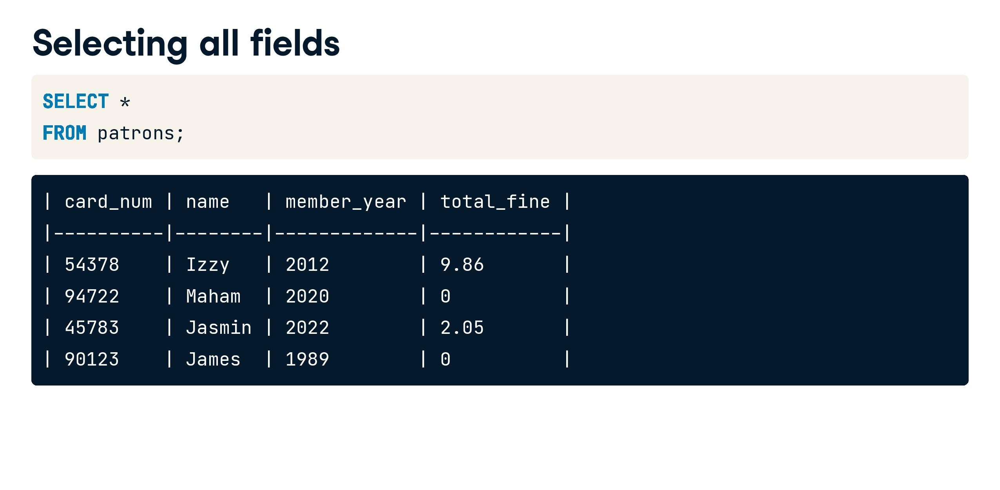 Selecting all fields
SELECT *
FROM patrons;
| card_num | name   | member_year | total_fine |
|----------|--------|-------------|------------|
| 54378    | Izzy   | 2012        | 9.86       |
| 94722    | Maham  | 2020        | 0          |
| 45783    | Jasmin | 2022        | 2.05       |
| 90123    | James  | 1989        | 0          |